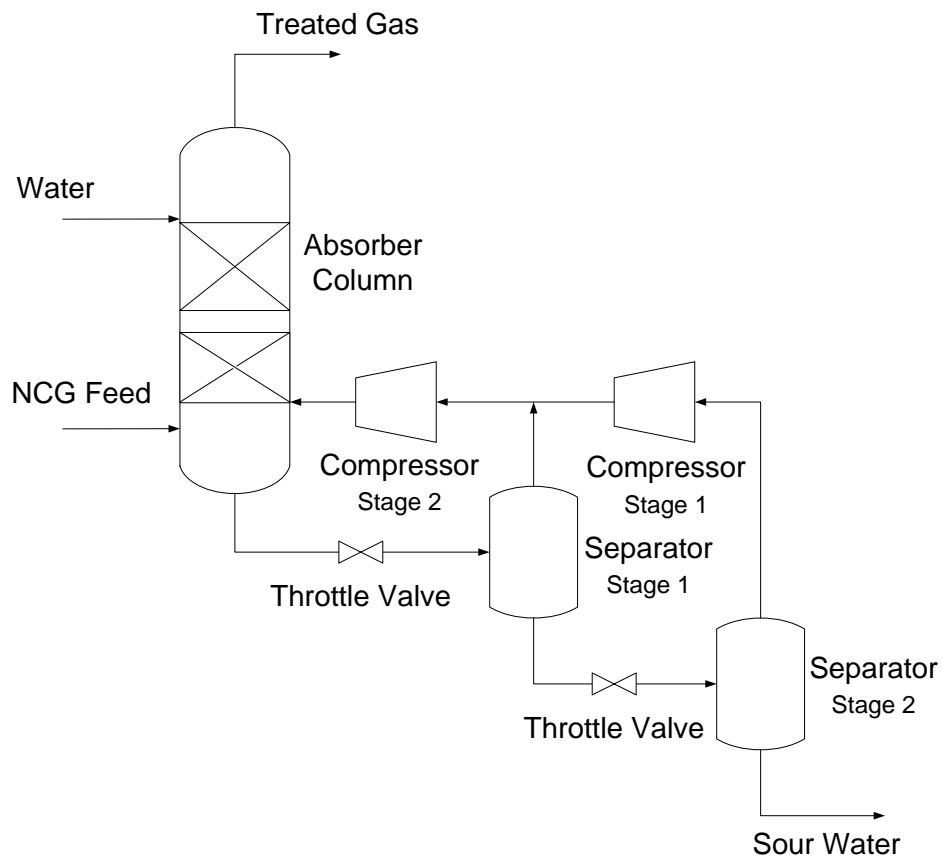 Treated Gas
Water
Absorber
Column
NCG Feed
Compressor
Stage 2
Compressor
Stage 1
Separator
Stage 1
Throttle Valve
Separator
Stage 2
Throttle Valve
Sour Water